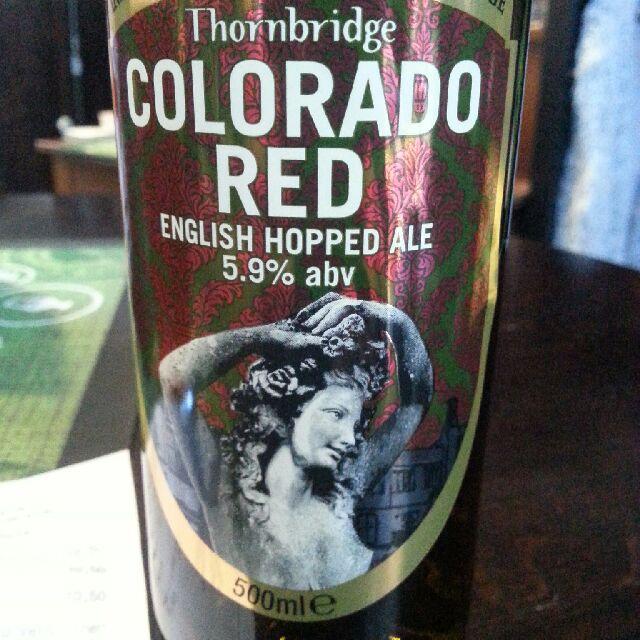 Thornbridge
COLORADO
RED
ENGLISH HOPPED ALE
5.9% abv
500ml e